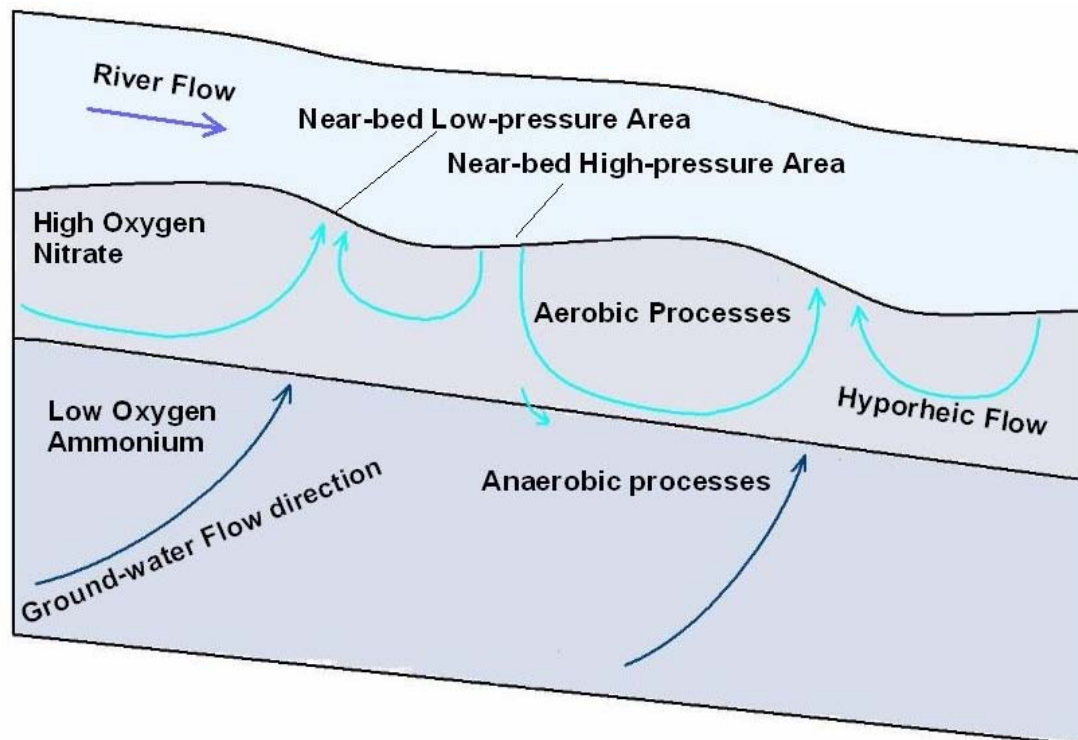 River Flow
Near-bed Low-pressure Area
Near-bed High-pressure Area
High Oxygen
Nitrate
Aerobic Processes
Hyporheic Flow
Low Oxygen
Ammonium
Anaerobic processes
Ground-water Flow direction